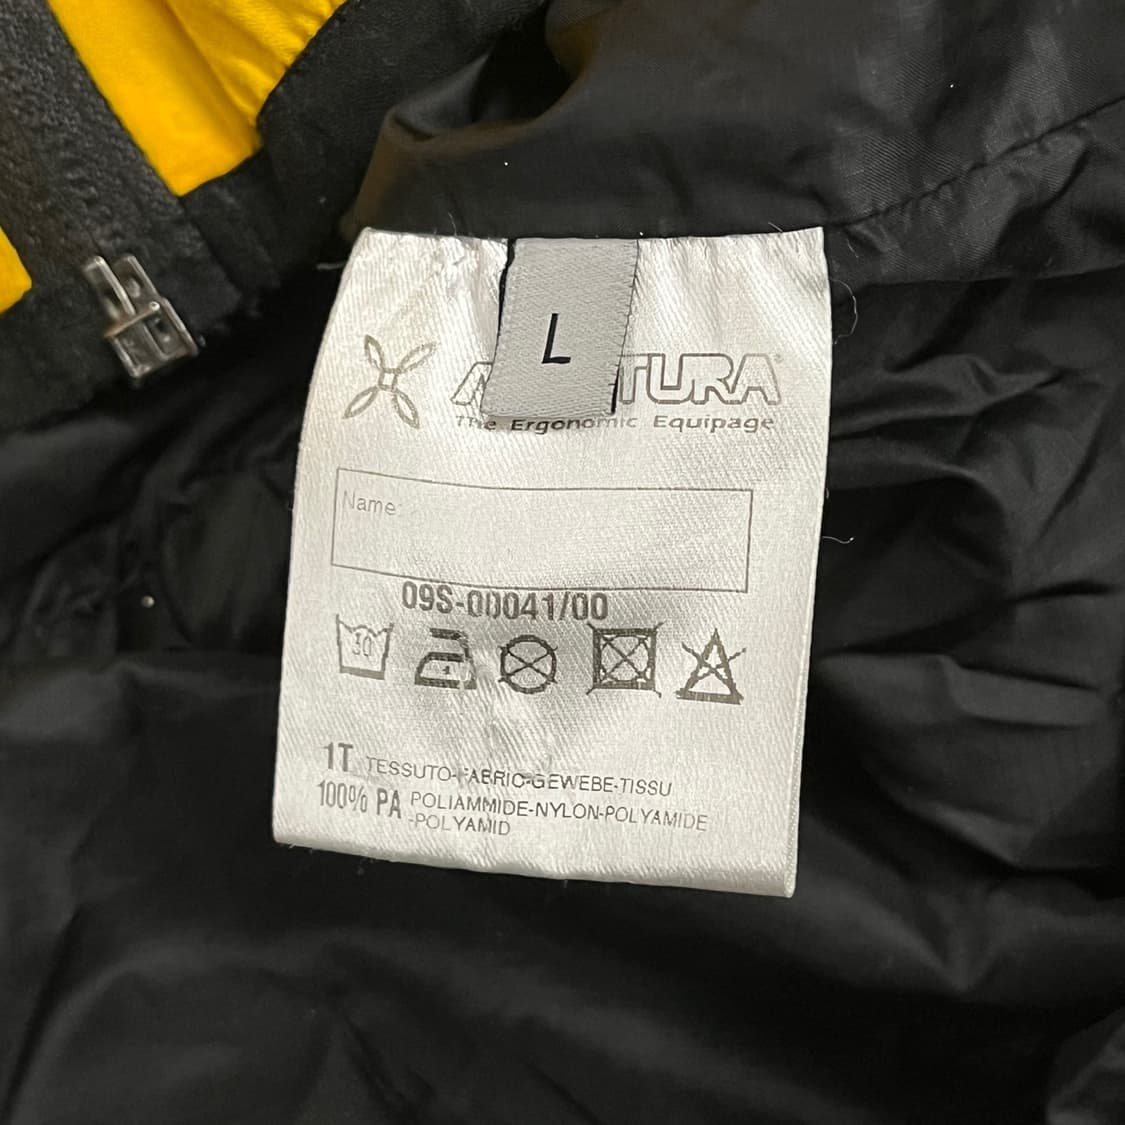 L
The Ergonomic Equipage
Name
09S-00041/00
30
1T TESSUTO-FABRIC-GEWEBE-TISSU
100% PA POLIAMMIDE-NYLON-POLYAMIDE
-POLYAMID